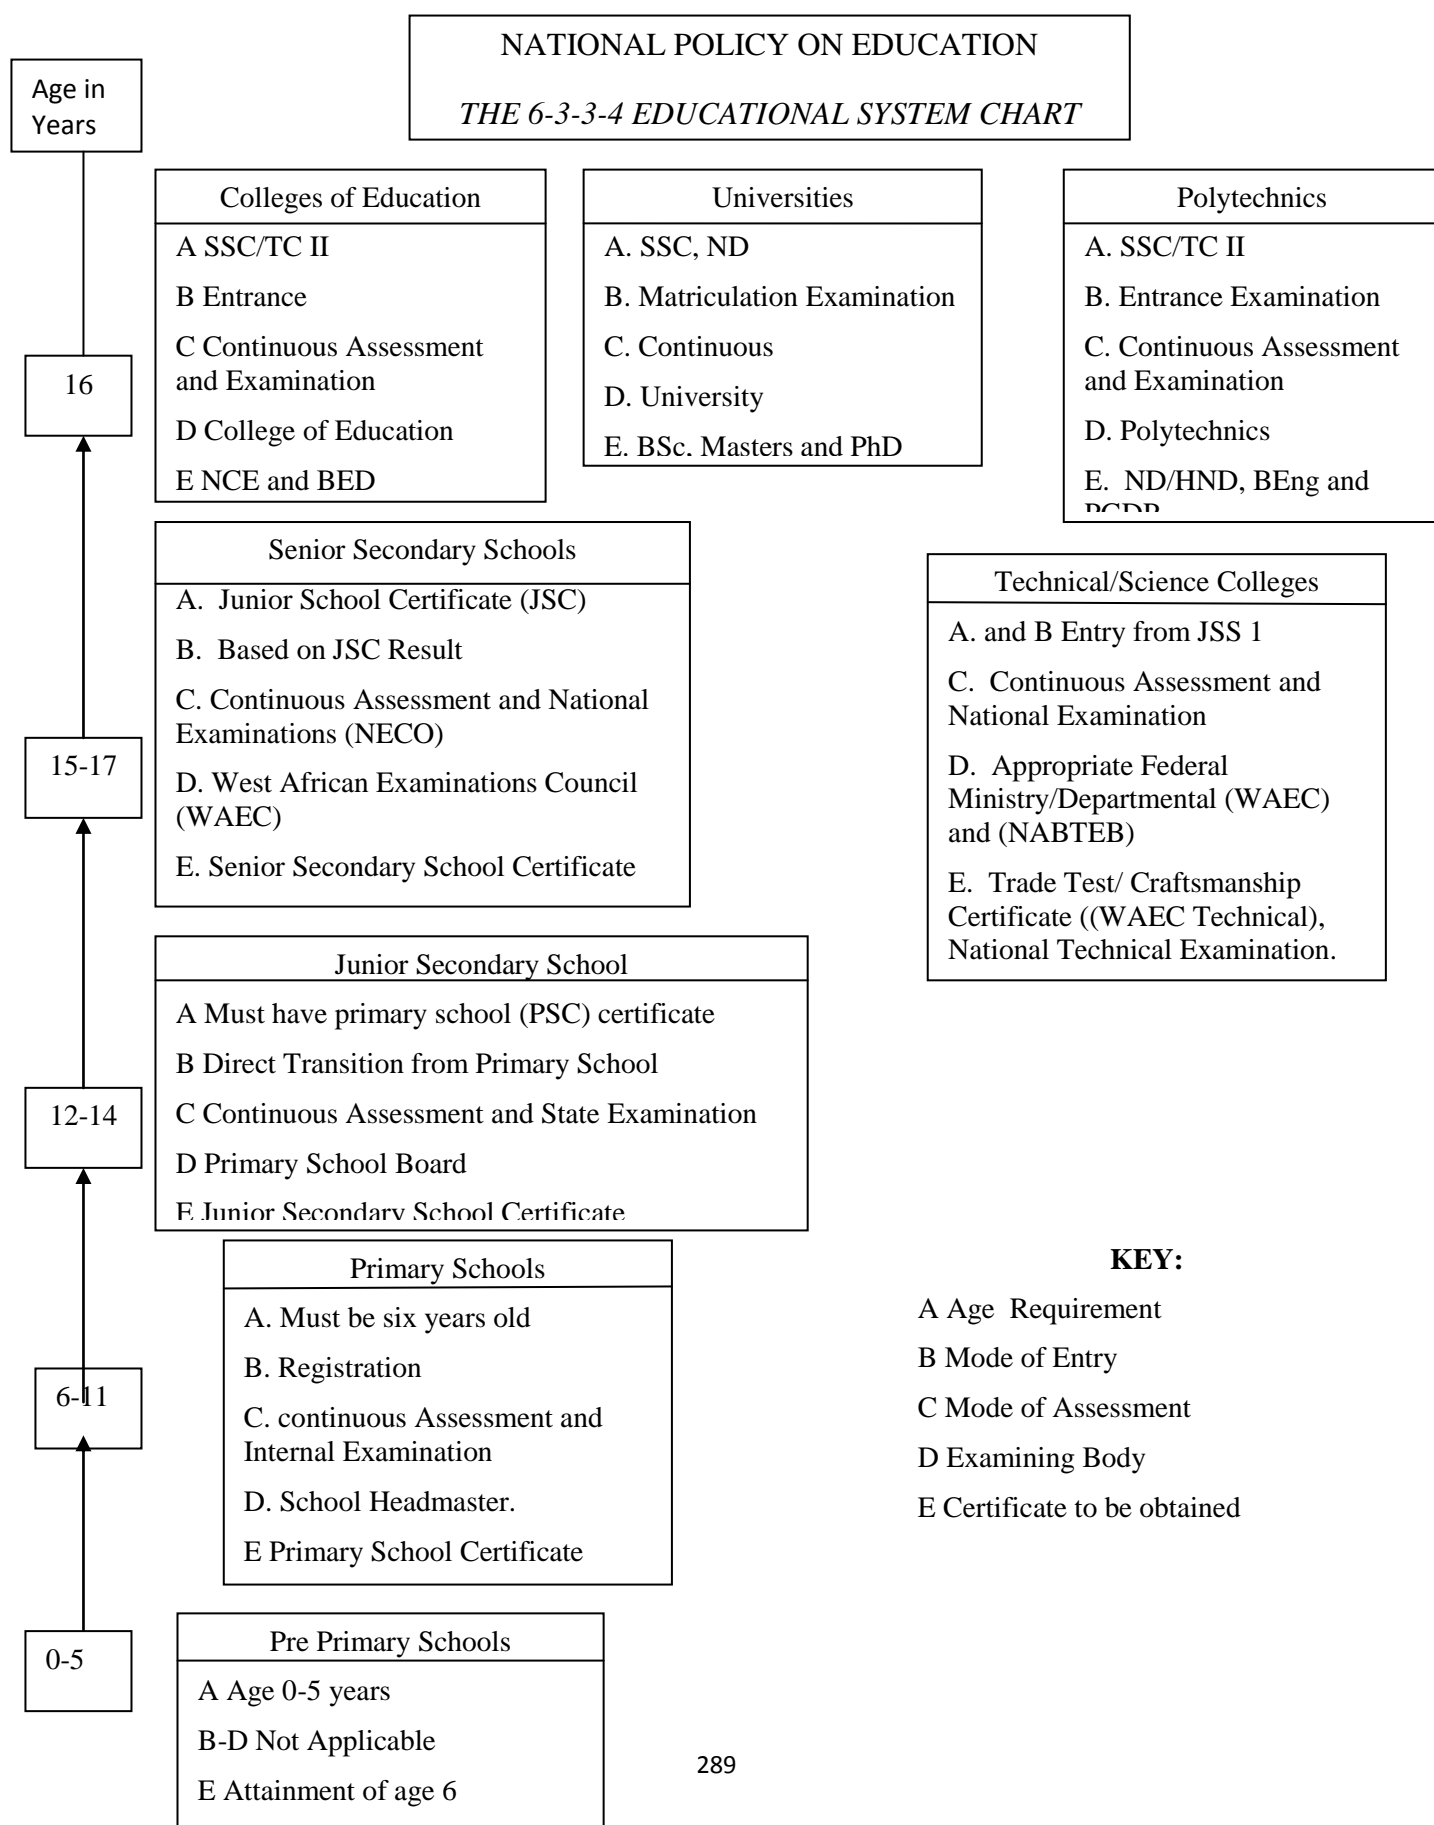 NATIONAL POLICY ON EDUCATION
THE 6-3-3-4 EDUCATIONAL SYSTEM CHART
Age in
Years
Colleges of Education
A SSC/TC II
B Entrance
C Continuous Assessment
and Examination
D College of Education
E NCE and BED
Universities
A. SSC, ND
B. Matriculation Examination
C. Continuous
D. University
E. BSc, Masters and PhD
Polytechnics
A. SSC/TC II
B. Entrance Examination
C. Continuous Assessment
and Examination
D. Polytechnics
E. ND/HND, BEng and
16
Senior Secondary Schools
A. Junior School Certificate (JSC)
B. Based on JSC Result
C. Continuous Assessment and National
Examinations (NECO)
D. West African Examinations Council
(WAEC)
E. Senior Secondary School Certificate
Technical/Science Colleges
A. and B Entry from JSS 1
C. Continuous Assessment and
National Examination
D. Appropriate Federal
Ministry/Departmental (WAEC)
and (NABTEB)
E. Trade Test/ Craftsmanship
Certificate ((WAEC Technical),
National Technical Examination.
15-17
Junior Secondary School
A Must have primary school (PSC) certificate
B Direct Transition from Primary School
C Continuous Assessment and State Examination
D Primary School Board
E Junior Secondary School Certificate
12-14
Primary Schools
A. Must be six years old
B. Registration
C. continuous Assessment and
Internal Examination
D. School Headmaster.
E Primary School Certificate
6-11
KEY:
A Age Requirement
B Mode of Entry
C Mode of Assessment
D Examining Body
E Certificate to be obtained
0-5
Pre Primary Schools
A Age 0-5 years
B-D Not Applicable
E Attainment of age 6
289